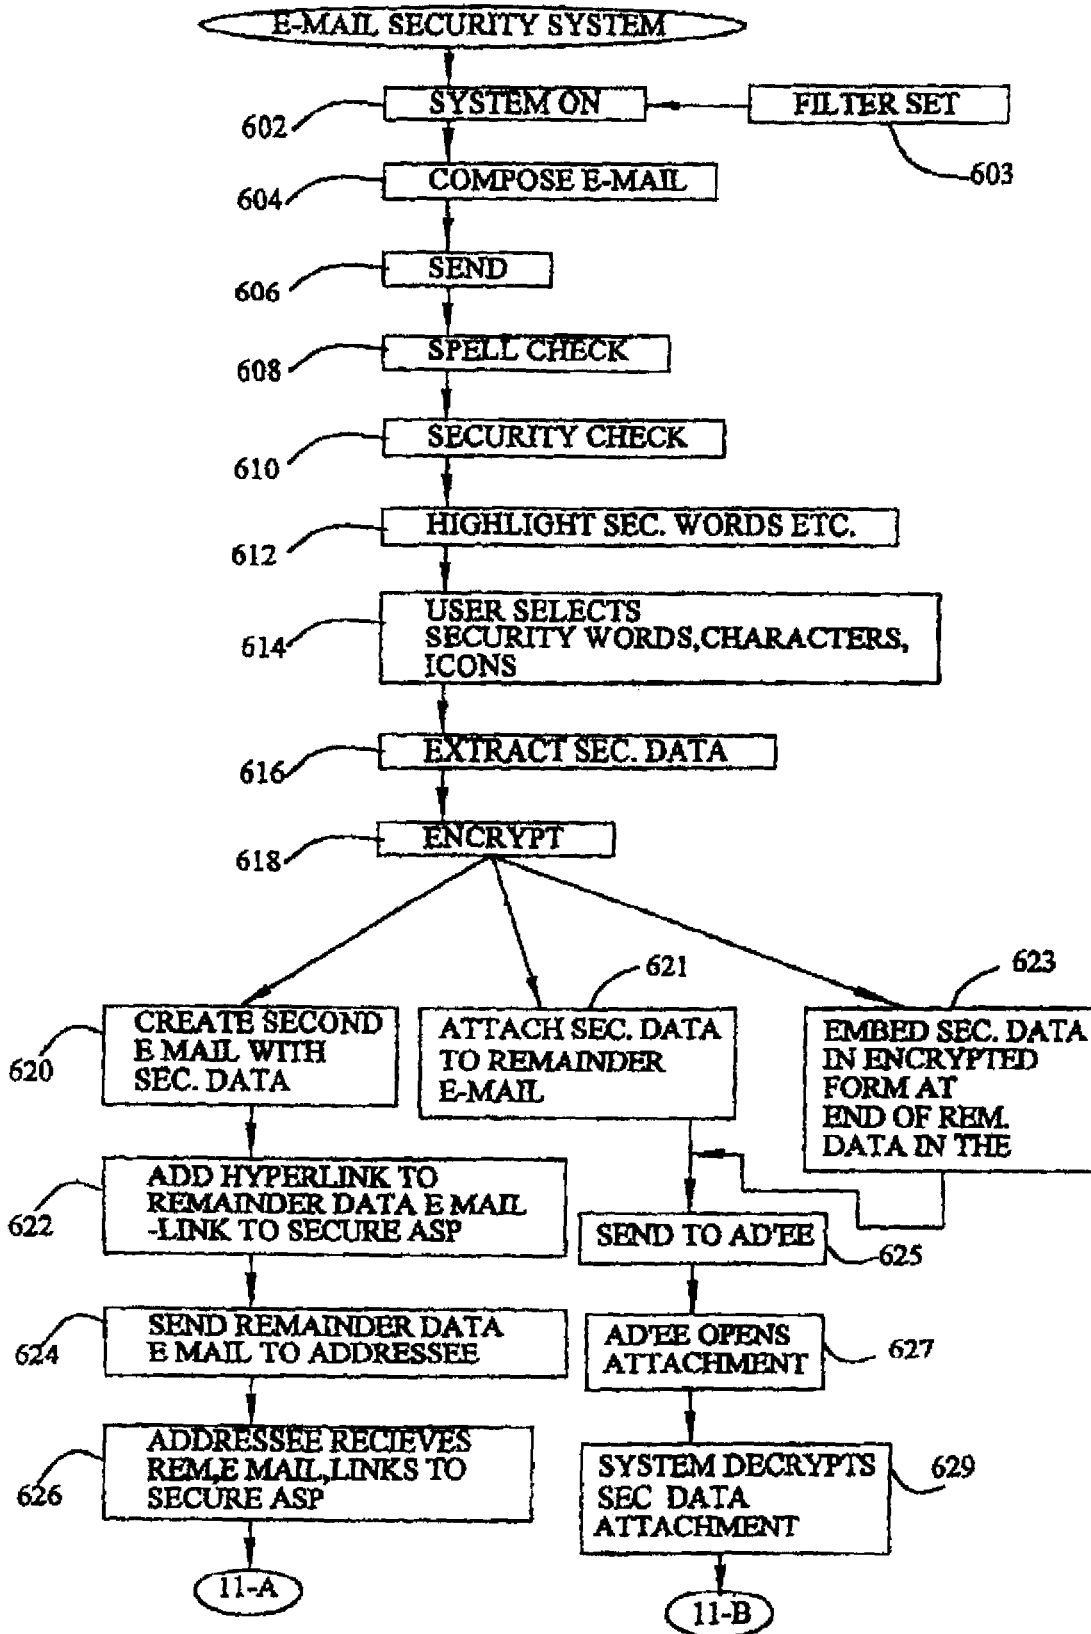 E-MAIL SECURITY SYSTEM
SYSTEM ON
FILTER SET
602
603
COMPOSE E-MAIL
604
SEND
606
SPELL CHECK
608
SECURITY CHECK
610
HIGHLIGHT SEC. WORDS ETC.
612
USER SELECTS
SECURITY WORDS,CHARACTERS,
ICONS
614
EXTRACT SEC. DATA
616
ENCRYPT
618
621
623
CREATE SECOND
E MAIL WITH
SEC. DATA
620
ATTACH SEC. DATA
TO REMAINDER
E-MAIL
EMBED SEC. DATA
IN ENCRYPTED
FORM AT
END OF REM.
DATA IN THE
ADD HYPERLINK TO
REMAINDER DATA E MAIL
-LINK TO SECURE ASP
622
SEND TO AD'EE
625
SEND REMAINDER DATA
E MAIL TO ADDRESSEE
624
AD'EE OPENS
ATTACHMENT
627
ADDRESSEE RECIEVES
REM,E MAIL,LINKS TO
SECURE ASP
626
SYSTEM DECRYPTS
SEC DATA
ATTACHMENT
629
11-A
11-B